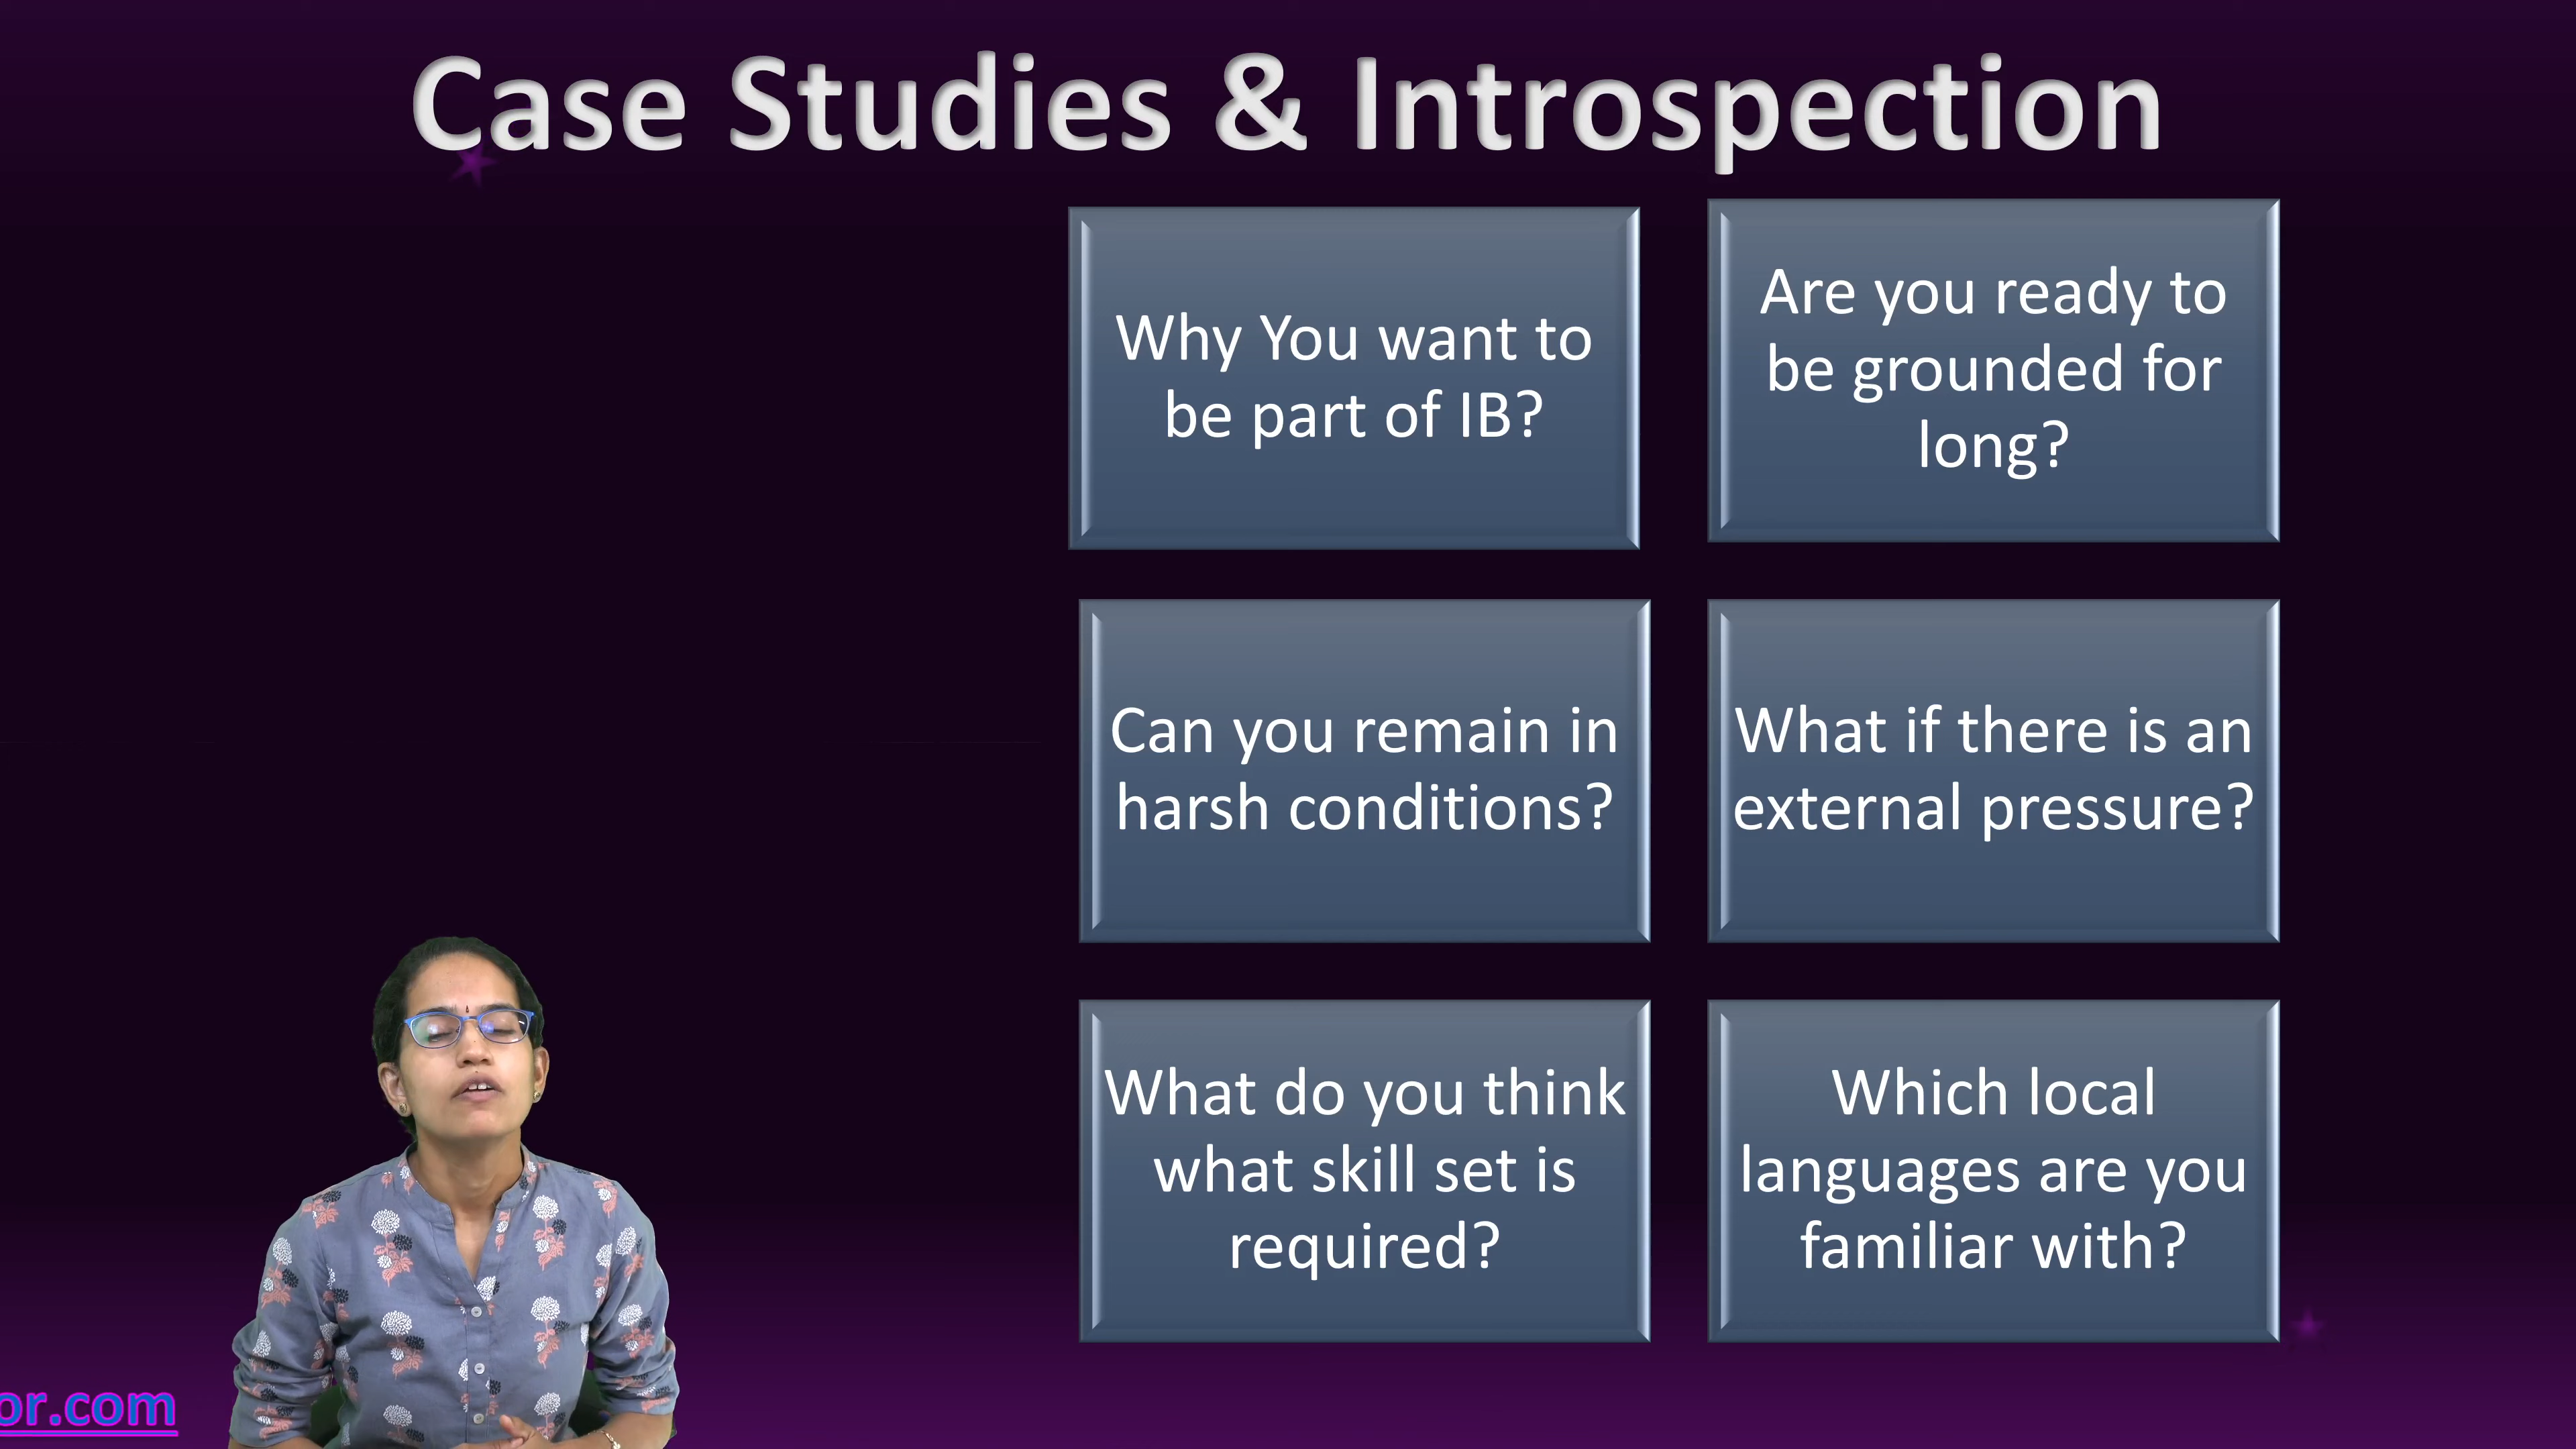 Case Studies & Introspection
Why You want to
be part of IB?
Are you ready to
be grounded for
long?
Can you remain in
harsh conditions?
What if there is an
external pressure?
What do you think
what skill set is
required?
Which local
languages are you
familiar with?
or.com